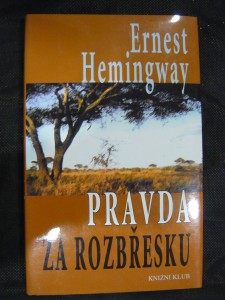 Ernest
Hemingway
PRAVDA
ZA ROZBŘESKU
KNIŽNÍ KLUB